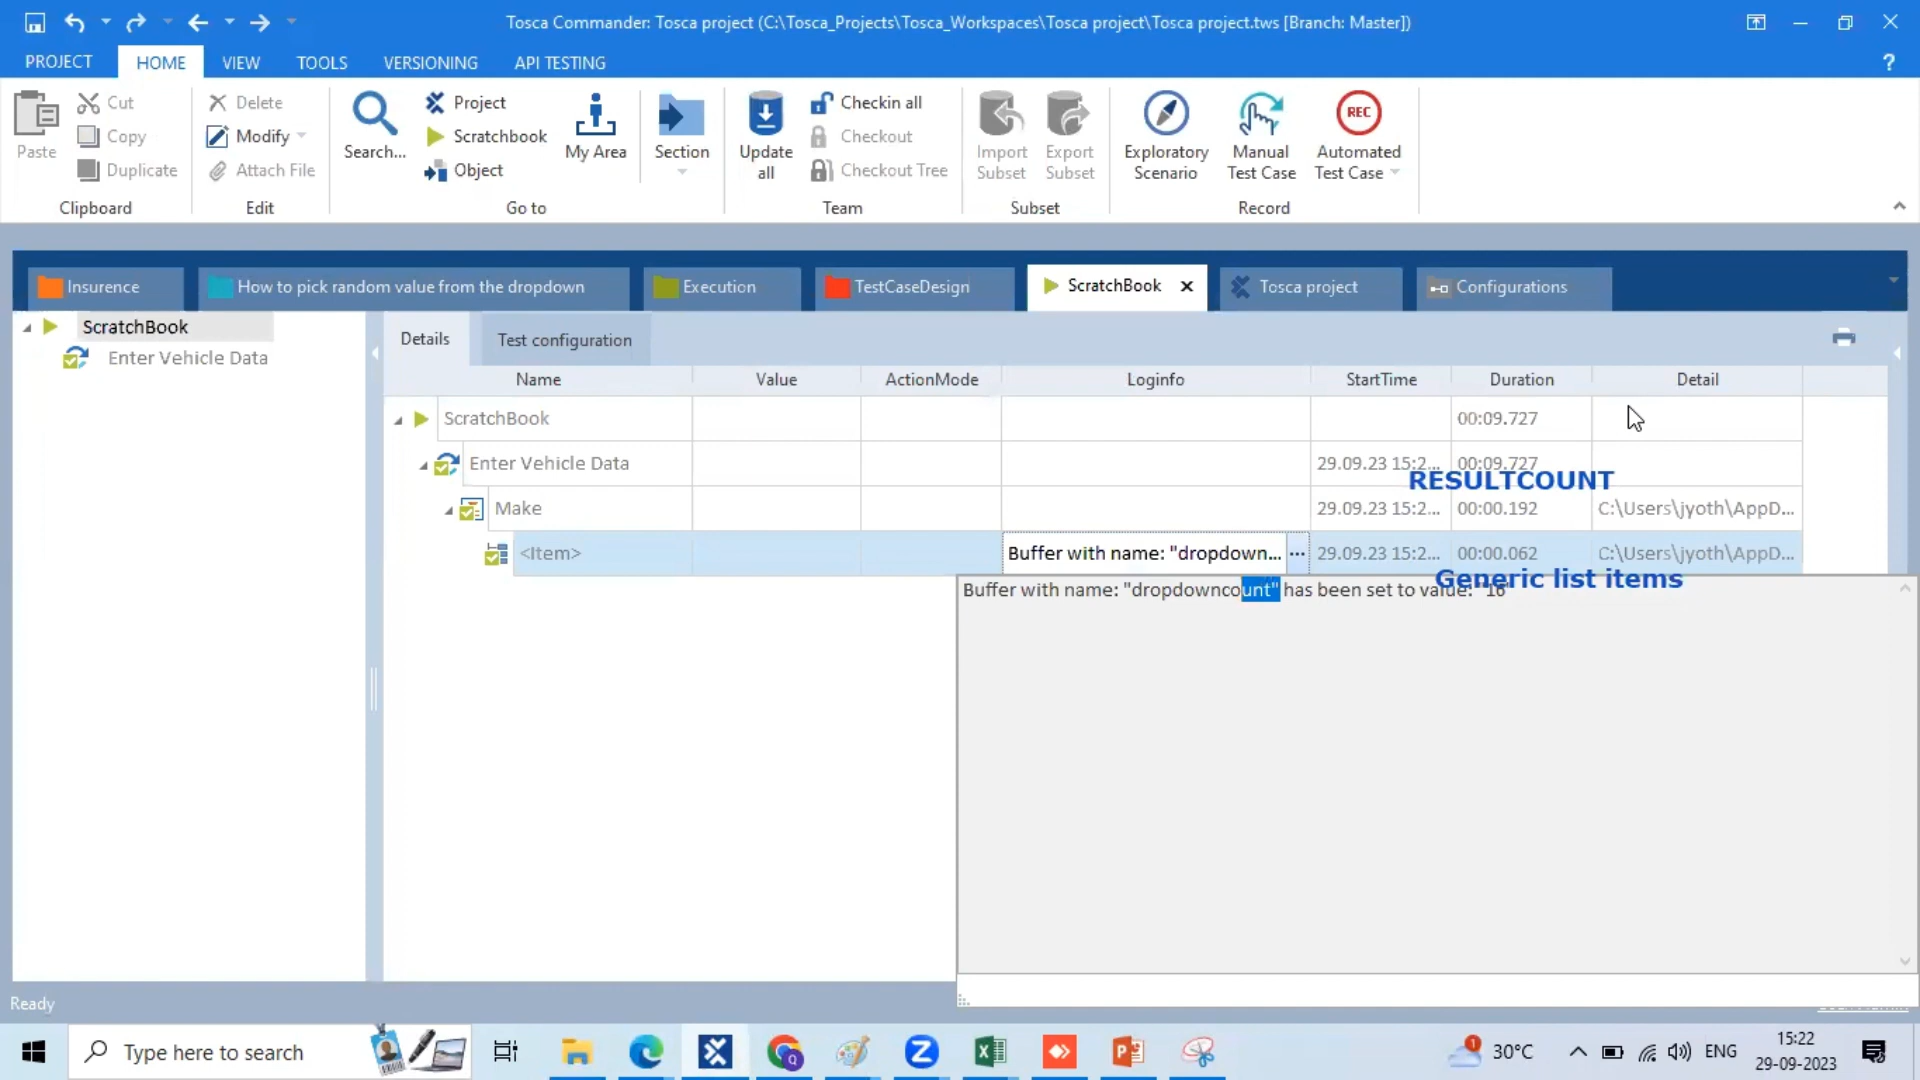 Tosca Commander: Tosca project (C:\Tosca_Projects\Tosca_Workspaces\Tosca project\Tosca project.tws [Branch: Master])
PROJECT HOME VIEW TOOLS VERSIONING API TESTING ?
Paste Cut Copy Duplicate
Delete Modify Attach File
Search... Project Scratchbook Object My Area Section
Update all Checkin all Checkout Checkout Tree
Import Subset Export Subset
Exploratory Scenario Manual Test Case REC Automated Test Case
Clipboard Edit Go to Team Subset Record
Insurence How to pick random value from the dropdown Execution TestCaseDesign ScratchBook Tosca project Configurations
ScratchBook
Enter Vehicle Data
Details Test configuration
Name Value ActionMode Loginfo StartTime Duration Detail
ScratchBook 00:09.727
Enter Vehicle Data 29.09.23 15:2... 00:09.727
RESULTCOUNT
Make 29.09.23 15:2... 00:00.192 C:\Users\jyoth\AppD...
<Item> Buffer with name: "dropdown... ... 29.09.23 15:2... 00:00.062 C:\Users\jyoth\AppD...
Generic list items
Buffer with name: "dropdowncount" has been set to value: "16"
Ready
Type here to search
1 30°C ENG 15:22
29-09-2023